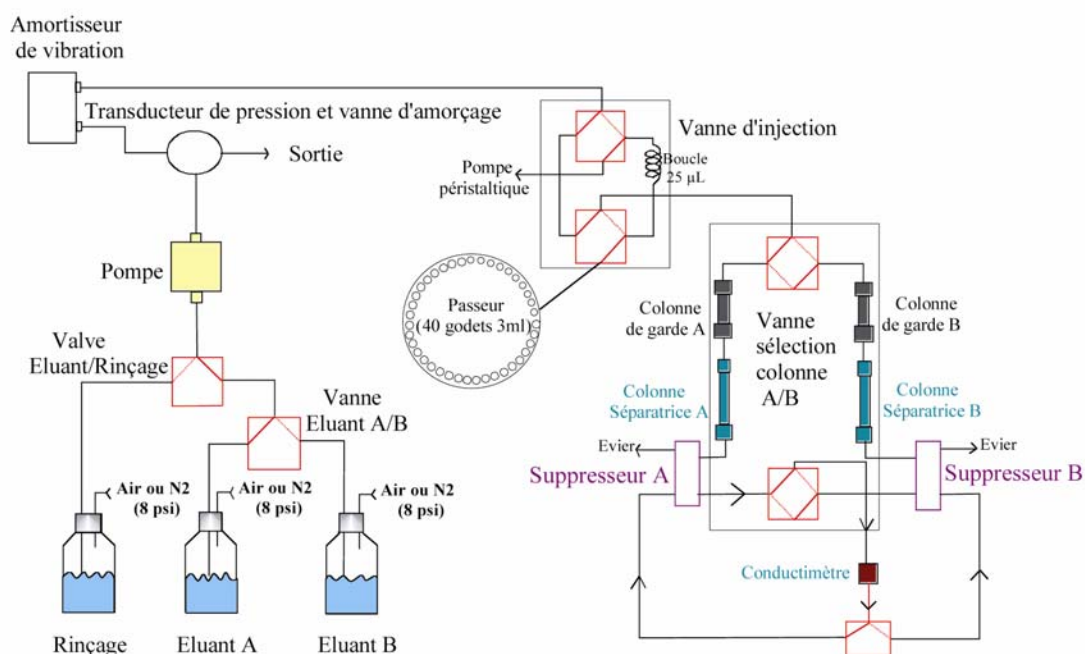 Amortisseur
de vibration
Transducteur de pression et vanne d'amorçage
Sortie
Vanne d'injection
Pompe
péristaltique
Boucle
25 µL
Pompe
Passeur
(40 godets 3ml)
Valve
Eluant/Rinçage
Vanne
Eluant A/B
Colonne
de garde A
Vanne
sélection
colonne
A/B
Colonne
de garde B
Colonne
Séparatrice A
Colonne
Séparatrice B
Evier
Evier
Suppresseur A
Suppresseur B
Air ou N2
(8 psi)
Air ou N2
(8 psi)
Air ou N2
(8 psi)
Conductimètre
Rinçage
Eluant A
Eluant B